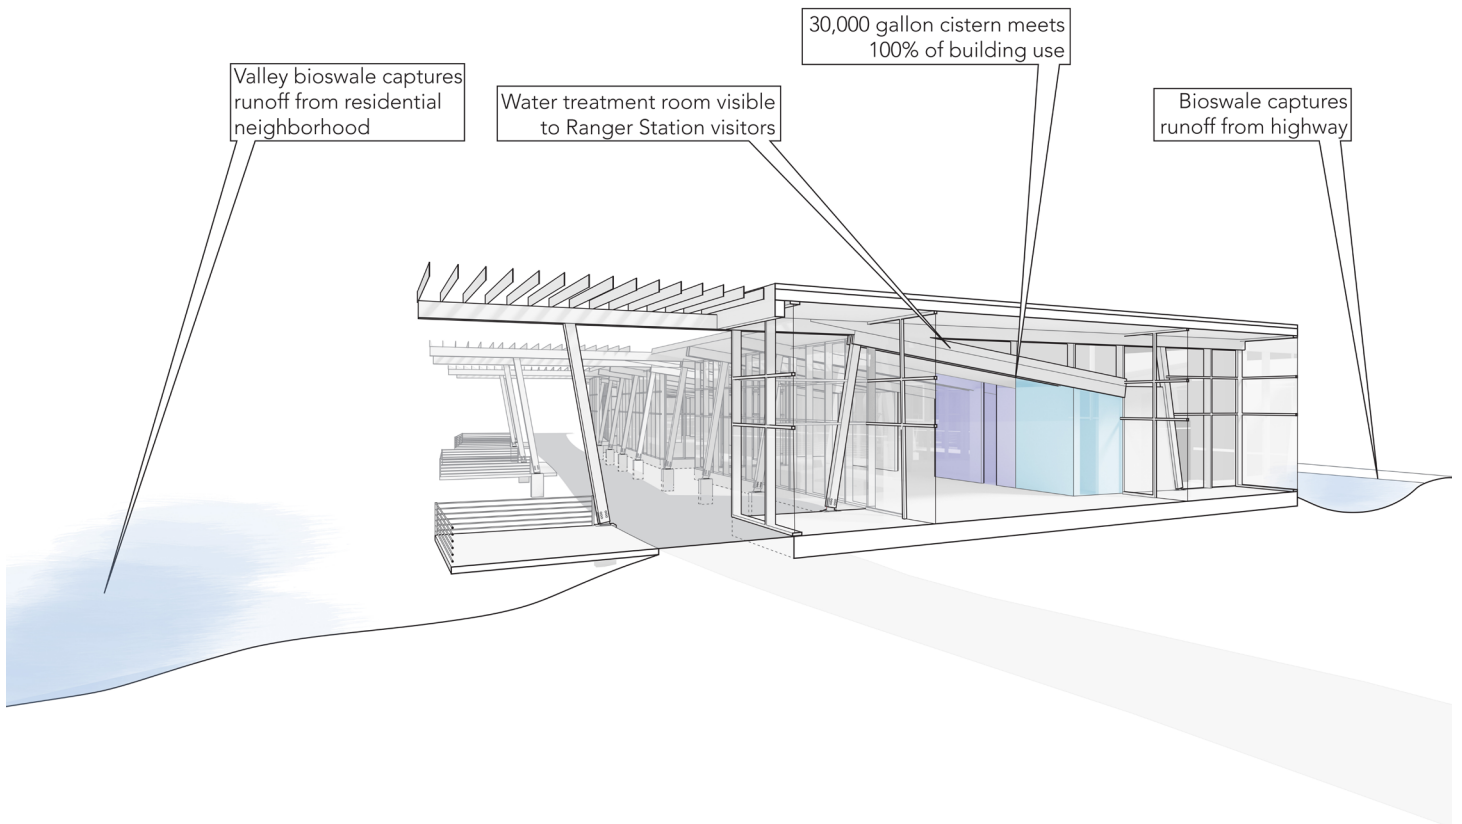 Valley bioswale captures
runoff from residential
neighborhood
Water treatment room visible
to Ranger Station visitors
30,000 gallon cistern meets
100% of building use
Bioswale captures
runoff from highway